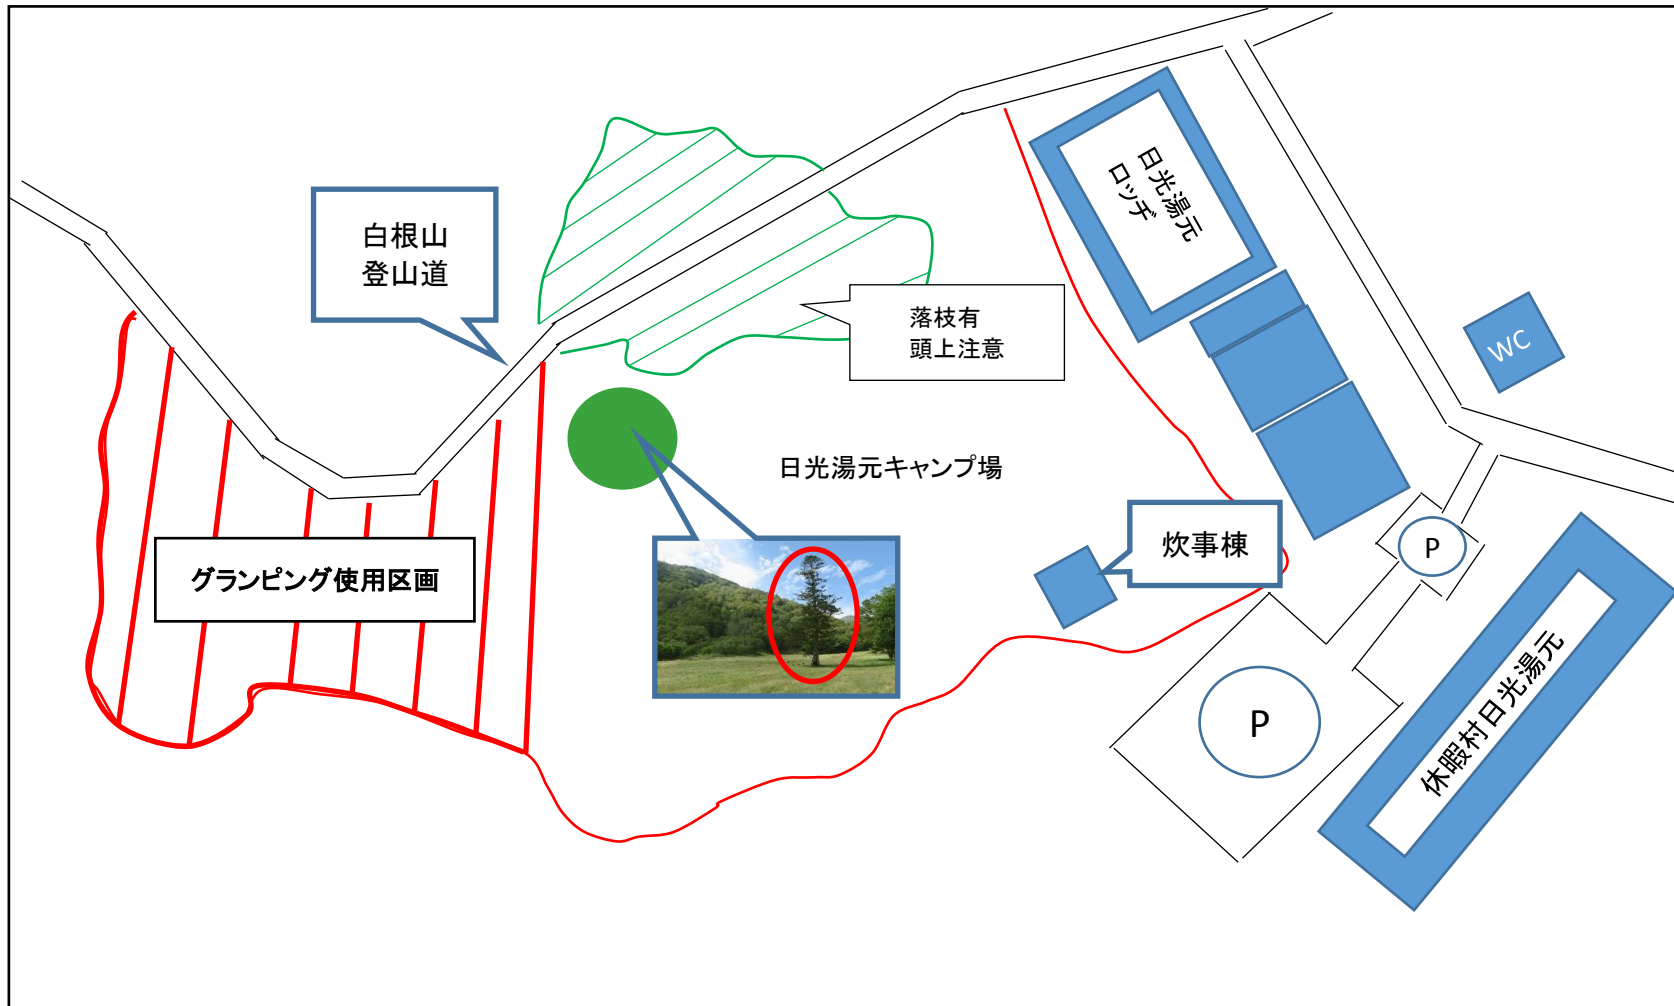 日光湯元
ロッヂ
白根山
登山道
落枝有
頭上注意
WC
日光湯元キャンプ場
炊事棟
P
グランピング使用区画
P
休暇村日光湯元